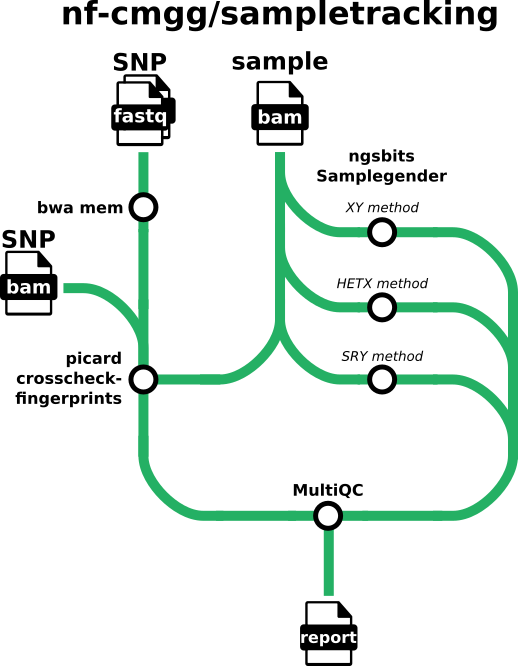 nf-cmgg/sampletracking
SNP
fastq
sample
bam
ngsbits
Samplegender
XY method
bwa mem
SNP
bam
HETX method
SRY method
picard
crosscheck-
fingerprints
MultiQC
report